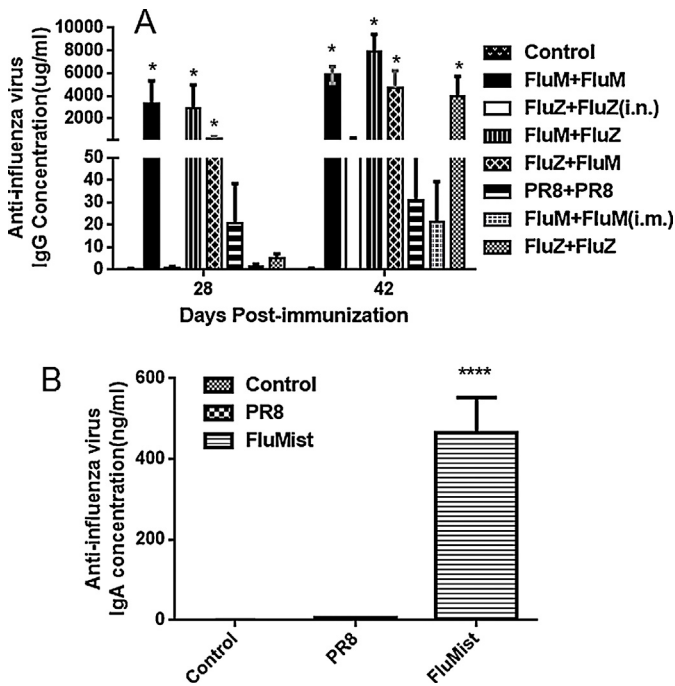 A
Anti-influenza virus
IgG Concentration(ug/ml)
10000
8000
6000
4000
2000
50
40
30
20
10
0
* * * * * * *
28 42
Days Post-immunization
Control
FluM+FluM
FluZ+FluZ(i.n.)
FluM+FluZ
FluZ+FluM
PR8+PR8
FluM+FluM(i.m.)
FluZ+FluZ
B
Anti-influenza virus
IgA concentration(ng/ml)
600
400
200
0
Control
PR8
FluMist
****
Control PR8 FluMist